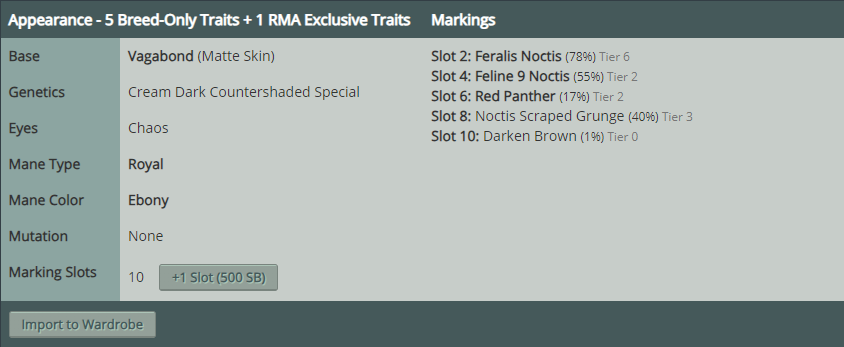 Appearance - 5 Breed-Only Traits + 1 RMA Exclusive Traits
Base Vagabond (Matte Skin)
Genetics Cream Dark Countershaded Special
Eyes Chaos
Mane Type Royal
Mane Color Ebony
Mutation None
Marking Slots 10 +1 Slot (500 SB)
Markings
Slot 2: Feralis Noctis (78%) Tier 6
Slot 4: Feline 9 Noctis (55%) Tier 2
Slot 6: Red Panther (17%) Tier 2
Slot 8: Noctis Scraped Grunge (40%) Tier 3
Slot 10: Darken Brown (1%) Tier 0
Import to Wardrobe